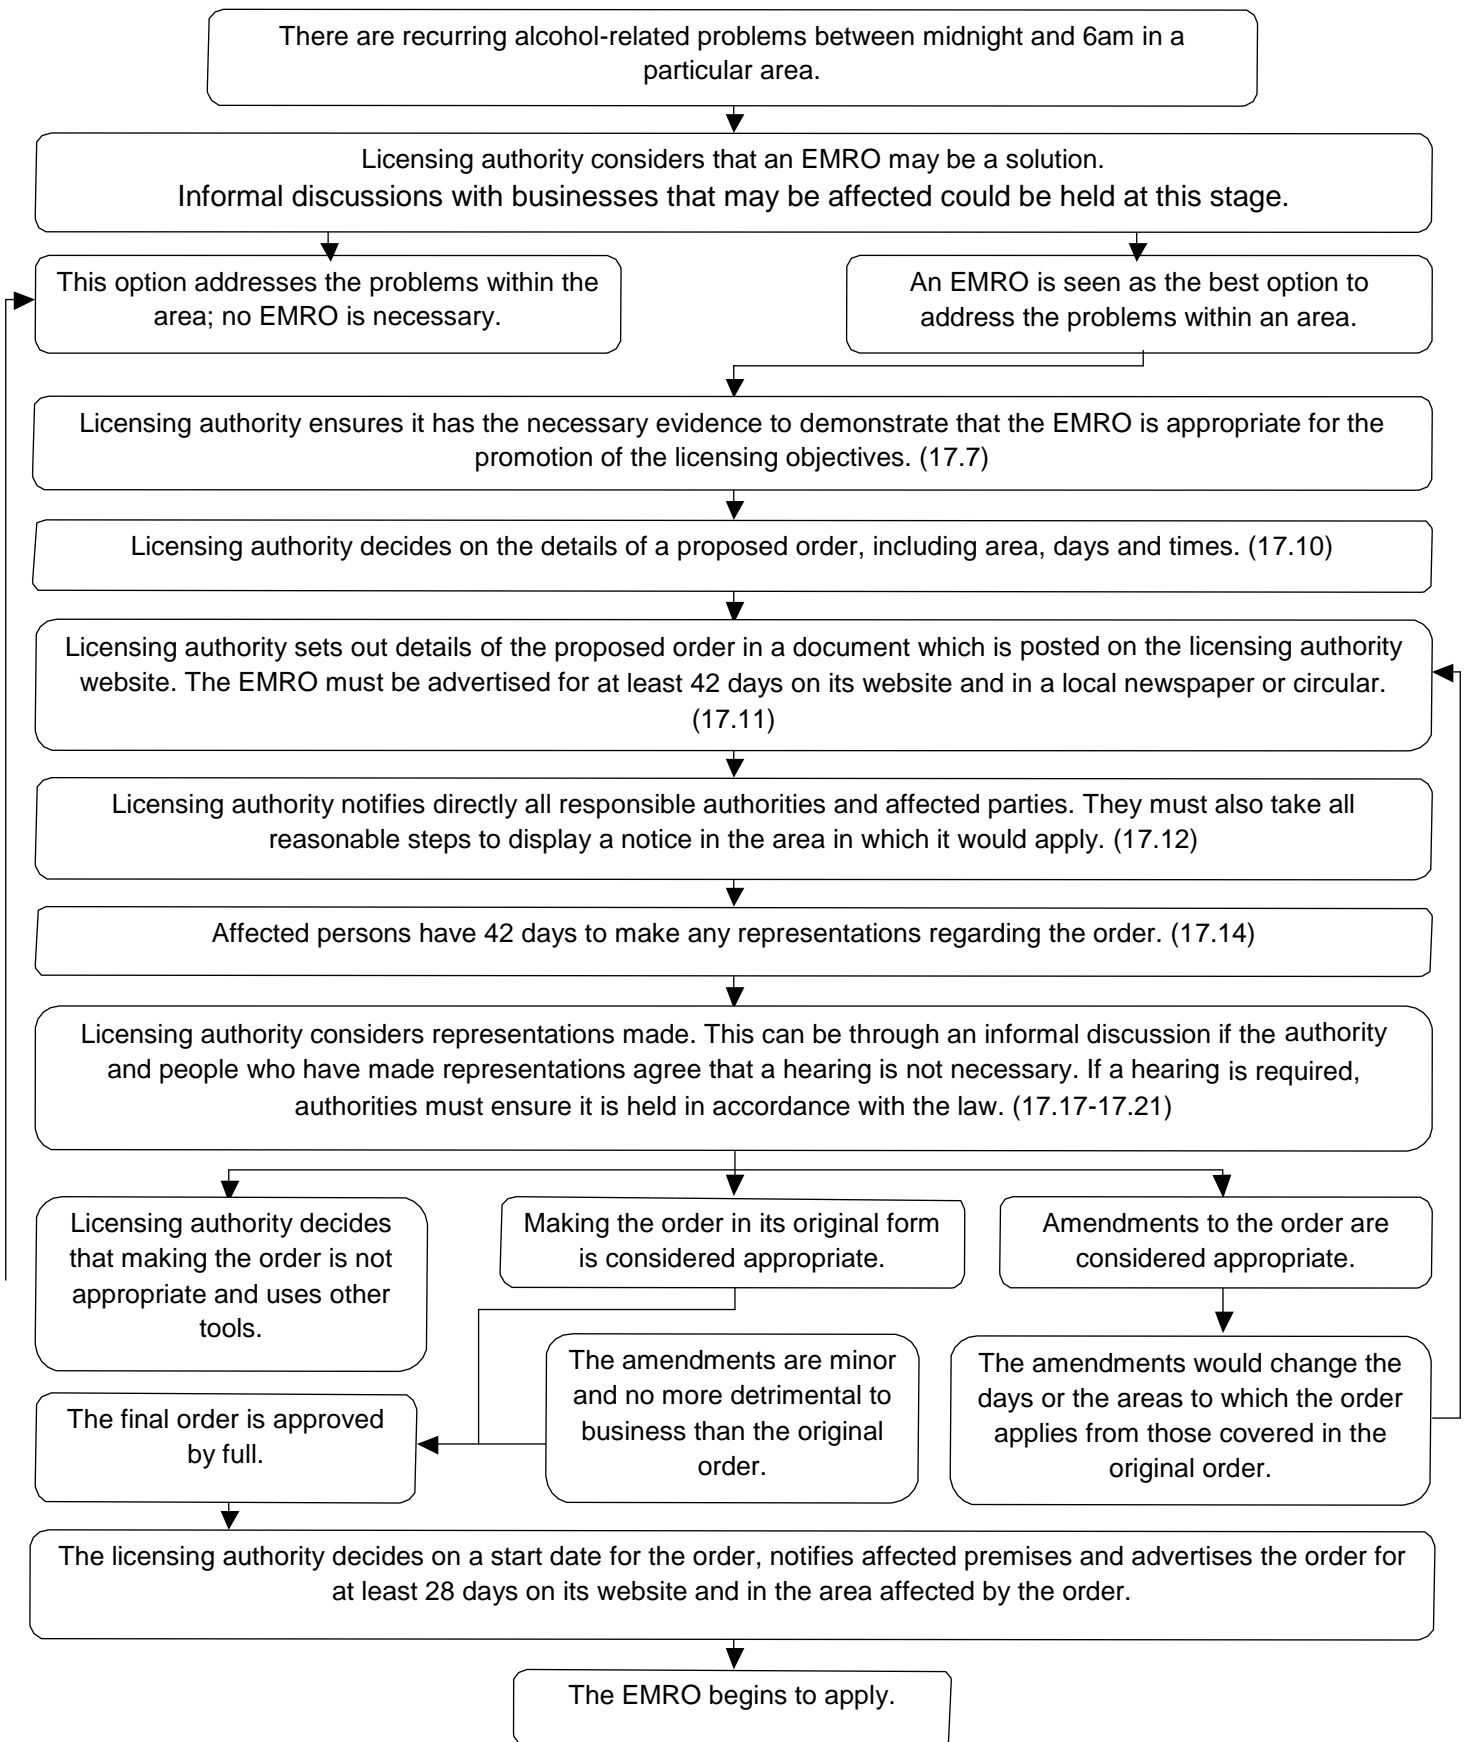 There are recurring alcohol-related problems between midnight and 6am in a
particular area.
Licensing authority considers that an EMRO may be a solution.
Informal discussions with businesses that may be affected could be held at this stage.
This option addresses the problems within the
area; no EMRO is necessary.
An EMRO is seen as the best option to
address the problems within an area.
Licensing authority ensures it has the necessary evidence to demonstrate that the EMRO is appropriate for the
promotion of the licensing objectives. (17.7)
Licensing authority decides on the details of a proposed order, including area, days and times. (17.10)
Licensing authority sets out details of the proposed order in a document which is posted on the licensing authority
website. The EMRO must be advertised for at least 42 days on its website and in a local newspaper or circular.
(17.11)
Licensing authority notifies directly all responsible authorities and affected parties. They must also take all
reasonable steps to display a notice in the area in which it would apply. (17.12)
Affected persons have 42 days to make any representations regarding the order. (17.14)
Licensing authority considers representations made. This can be through an informal discussion if the authority
and people who have made representations agree that a hearing is not necessary. If a hearing is required,
authorities must ensure it is held in accordance with the law. (17.17-17.21)
Licensing authority decides
that making the order is not
appropriate and uses other
tools.
Making the order in its original form
is considered appropriate.
Amendments to the order are
considered appropriate.
The amendments are minor
and no more detrimental to
business than the original
order.
The amendments would change the
days or the areas to which the order
applies from those covered in the
original order.
The final order is approved
by full.
The licensing authority decides on a start date for the order, notifies affected premises and advertises the order for
at least 28 days on its website and in the area affected by the order.
The EMRO begins to apply.